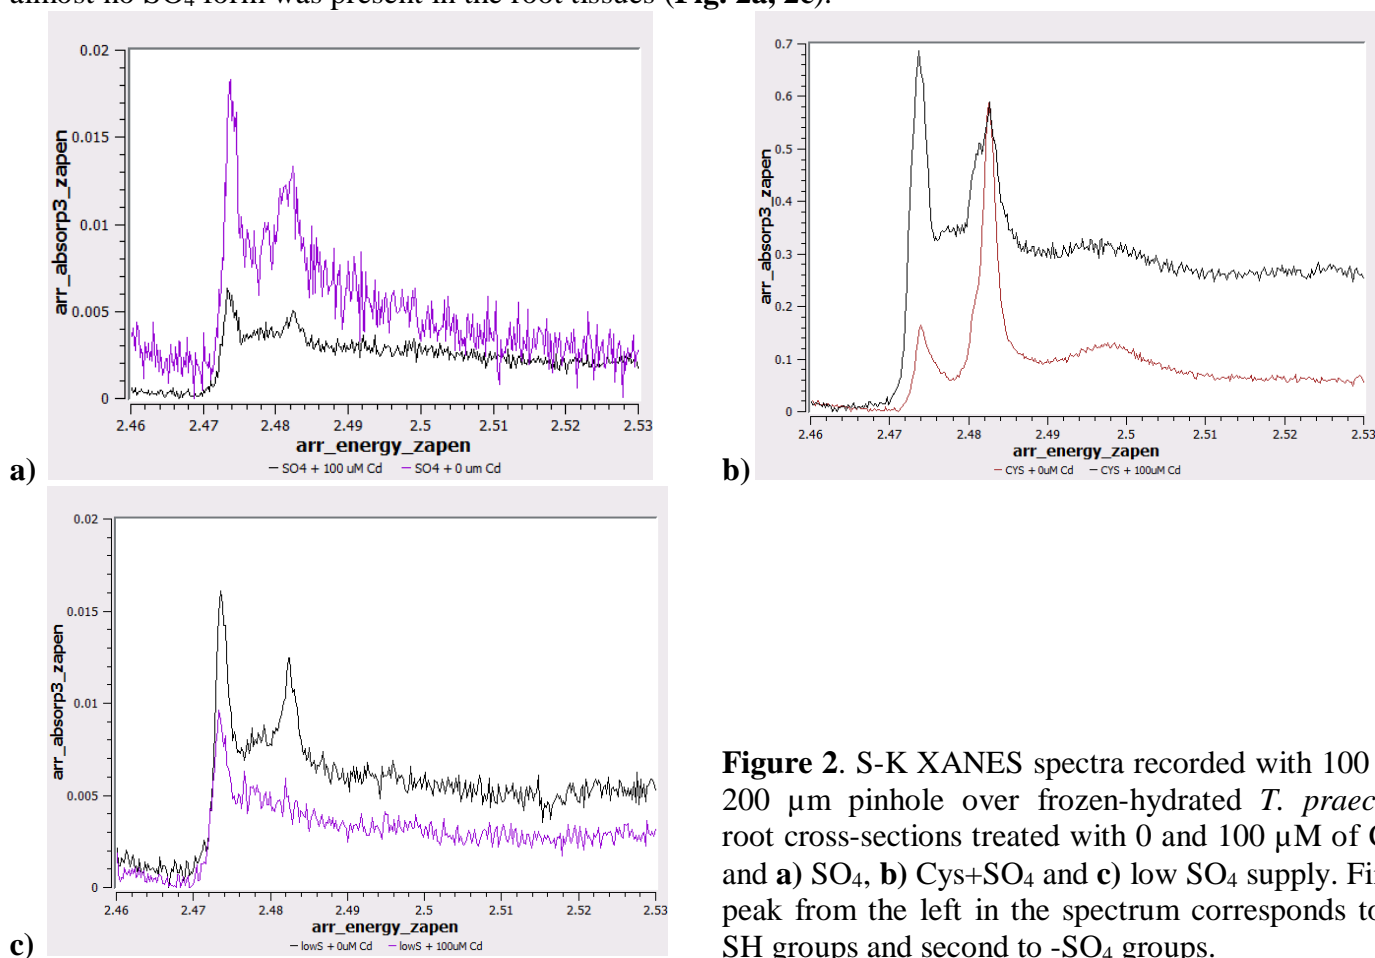 almost no SO4 form was present in the root tissues (Fig. 2a, 2c).
0.02
0.015
0.01
0.005
0
arr_absorp3_zapen
2.46 2.47 2.48 2.49 2.5 2.51 2.52 2.53
arr_energy_zapen
— SO4 + 100 uM Cd — SO4 + 0 um Cd
a)
0.7
0.6
0.5
0.4
0.3
0.2
0.1
0
arr_absorp3_zapen
2.46 2.47 2.48 2.49 2.5 2.51 2.52 2.53
arr_energy_zapen
— CYS + 0uM Cd — CYS + 100uM Cd
b)
0.02
0.015
0.01
0.005
0
arr_absorp3_zapen
2.46 2.47 2.48 2.49 2.5 2.51 2.52 2.53
arr_energy_zapen
— lowS + 0uM Cd — lowS + 100uM Cd
c)
Figure 2. S-K XANES spectra recorded with 100
200 µm pinhole over frozen-hydrated T. praec
root cross-sections treated with 0 and 100 µM of
and a) SO4, b) Cys+SO4 and c) low SO4 supply.
peak from the left in the spectrum corresponds to
SH groups and second to -SO4 groups.